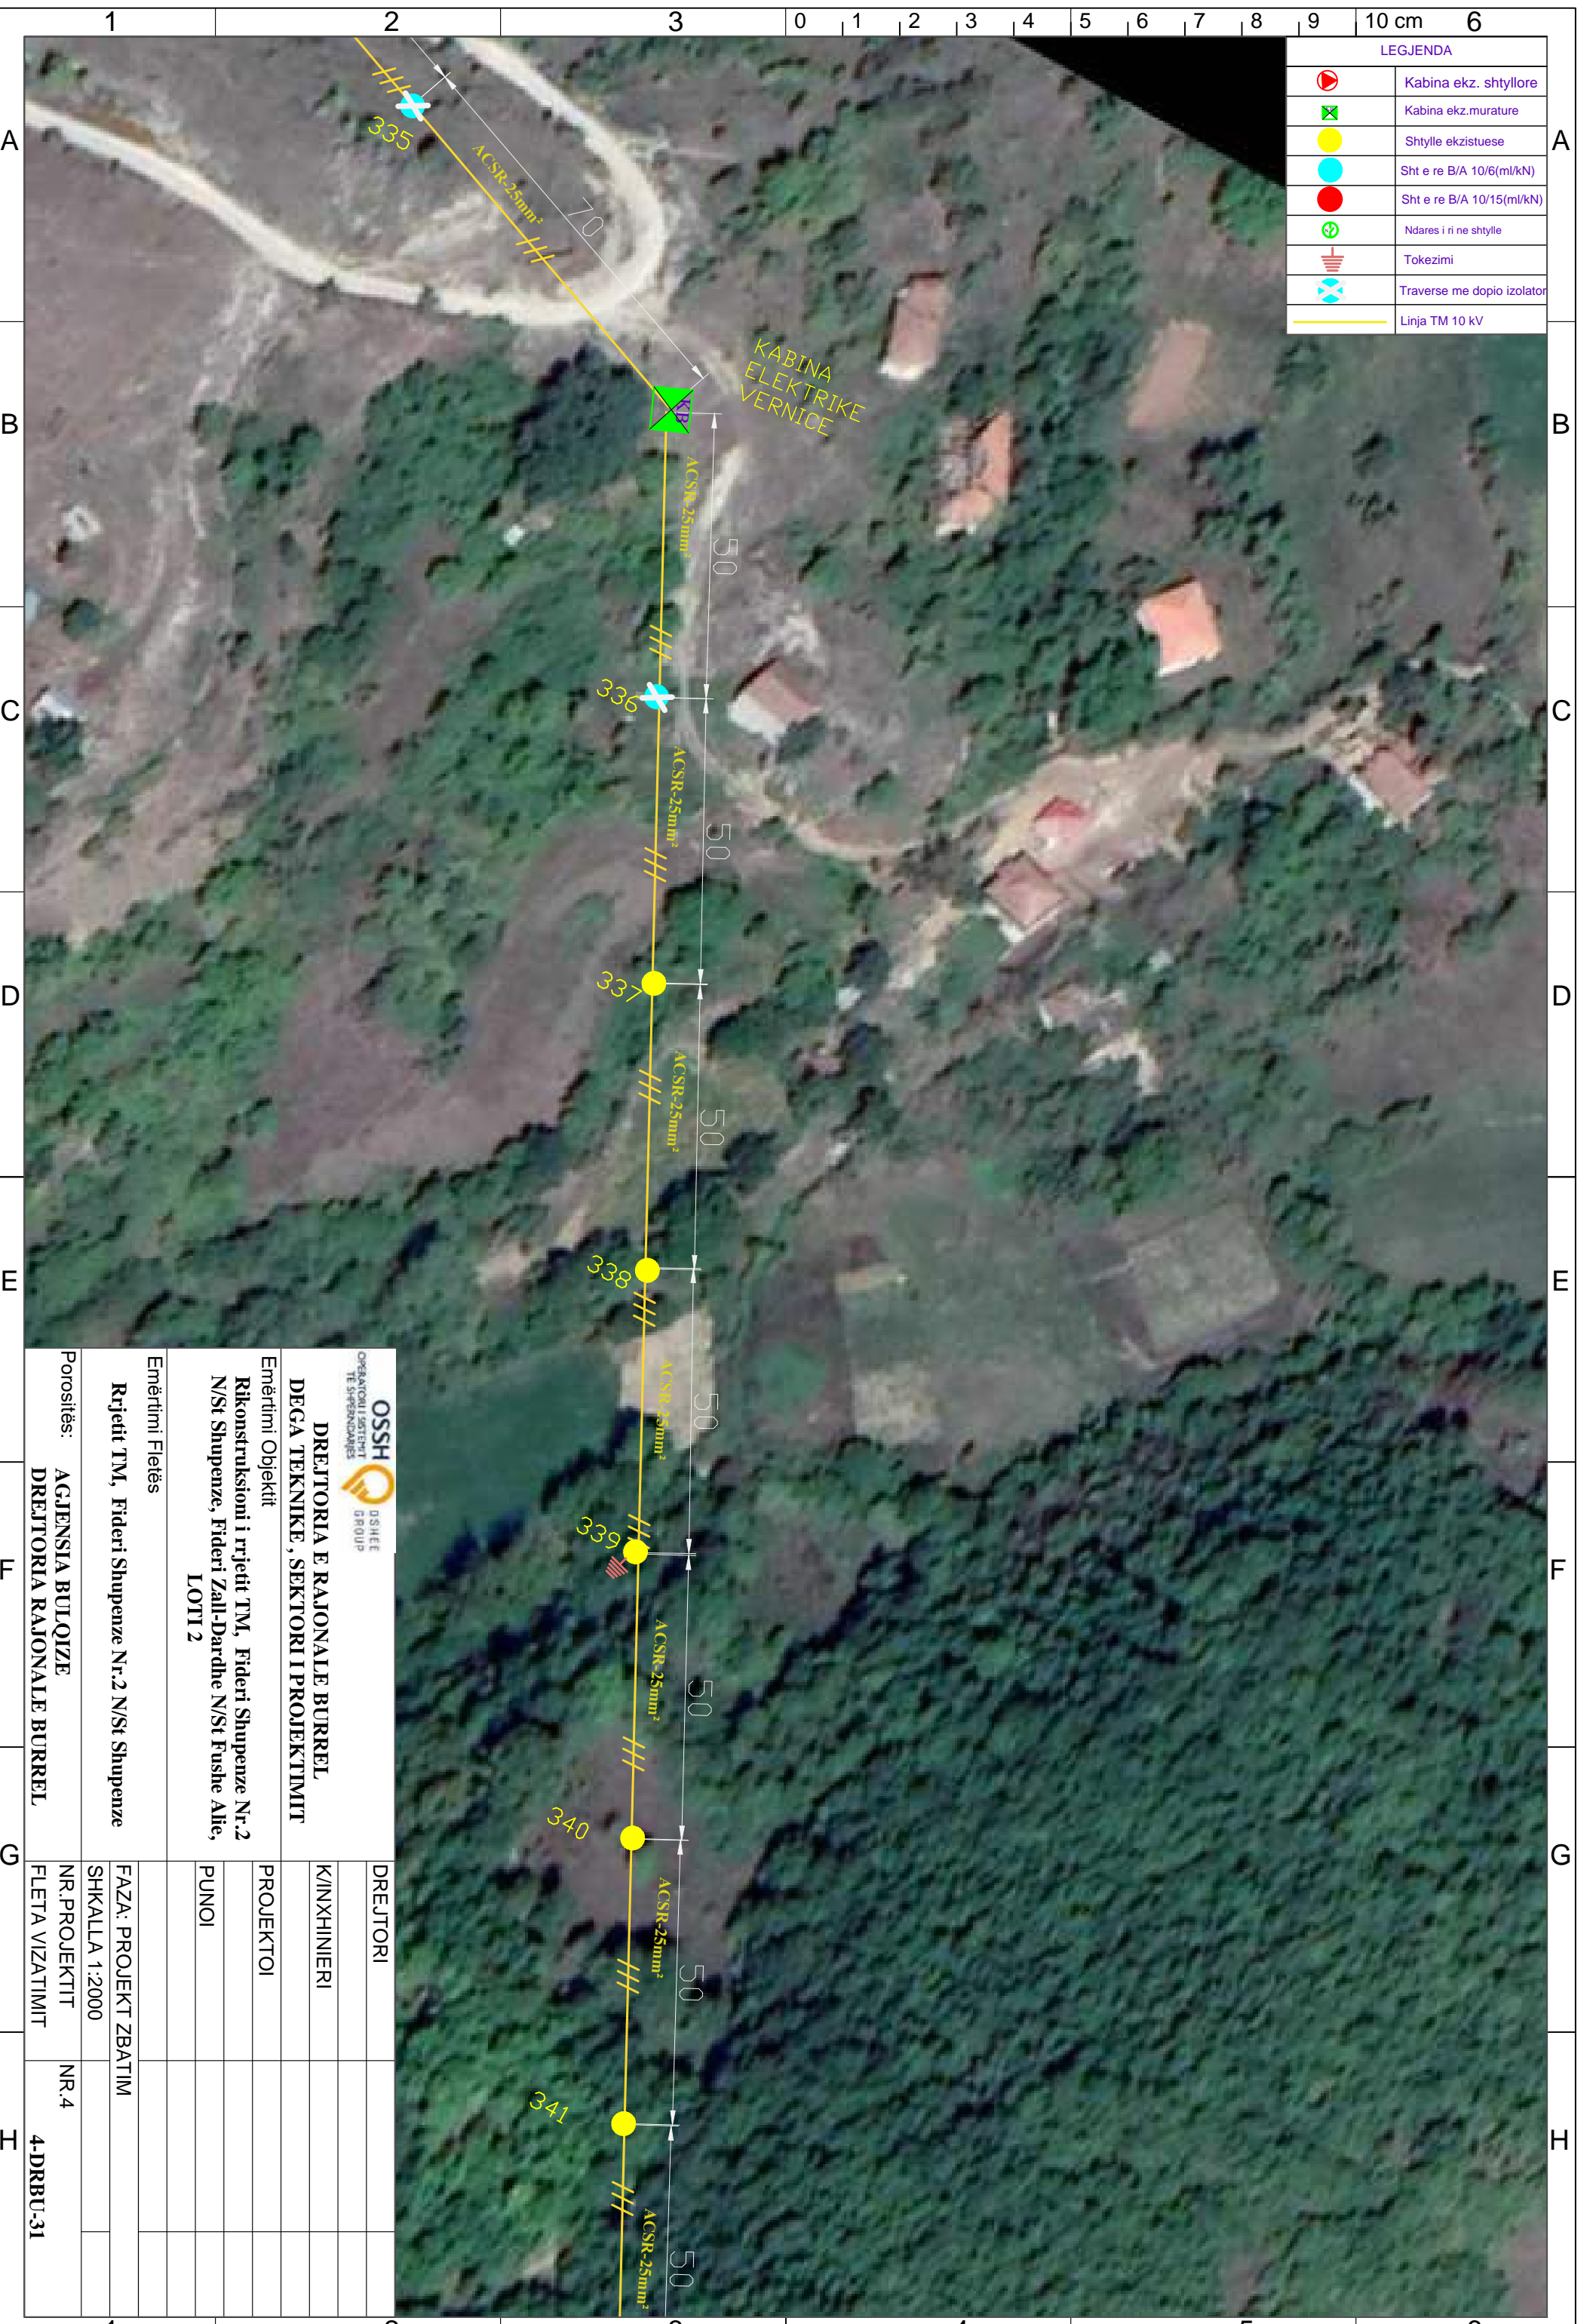 1 2 3 0 1 2 3 4 5 6 7 8 9 10 cm 6
LEGJENDA
Kabina ekz. shtyllore
Kabina ekz.murature
Shtylle ekzistuese
Sht e re B/A 10/6(ml/kN)
Sht e re B/A 10/15(ml/kN)
Ndares i ri ne shtylle
Tokezimi
Traverse me dopio izolator
Linja TM 10 kV
A A
B B
C C
D D
E E
F F
G G
H H
335
ACSR-25mm²
70
KABINA
ELEKTRIKE
VERNICE
KB
ACSR-25mm²
50
336
ACSR-25mm²
50
337
ACSR-25mm²
50
338
ACSR-25mm²
50
339
ACSR-25mm²
50
340
ACSR-25mm²
50
341
ACSR-25mm²
50
OSSH
OPERATORI I SISTEMIT
TË SHPËRNDARJES
OSHEE
GROUP
DREJTORIA E RAJONALE BURREL
DEGA TEKNIKE , SEKTORI I PROJEKTIMIT
Emërtimi Objektit
Rikonstruksioni i rrjetit TM, Fideri Shupenze Nr.2
N/St Shupenze, Fideri Zall-Dardhe N/St Fushe Alie,
LOTI 2
Emërtimi Fletës
Rrjetit TM, Fideri Shupenze Nr.2 N/St Shupenze
Porositës:
AGJENSIA BULQIZE
DREJTORIA RAJONALE BURREL
DREJTORI
K/INXHINIERI
PROJEKTOI
PUNOI
FAZA: PROJEKT ZBATIM
SHKALLA 1:2000
NR.PROJEKTIT NR.4
FLETA VIZATIMIT 4-DRBU-31